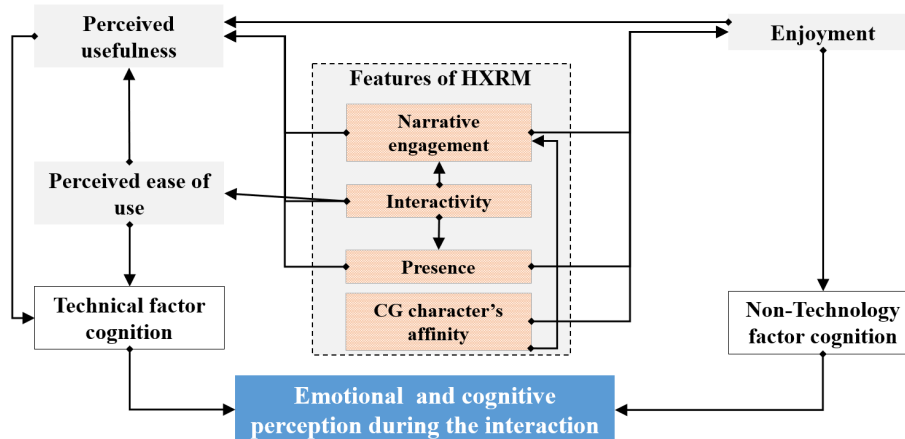 Perceived
usefulness
Enjoyment
Features of HXRM
Narrative
engagement
Perceived ease of
use
Interactivity
Presence
CG character's
affinity
Technical factor
cognition
Non-Technology
factor cognition
Emotional and cognitive
perception during the interaction